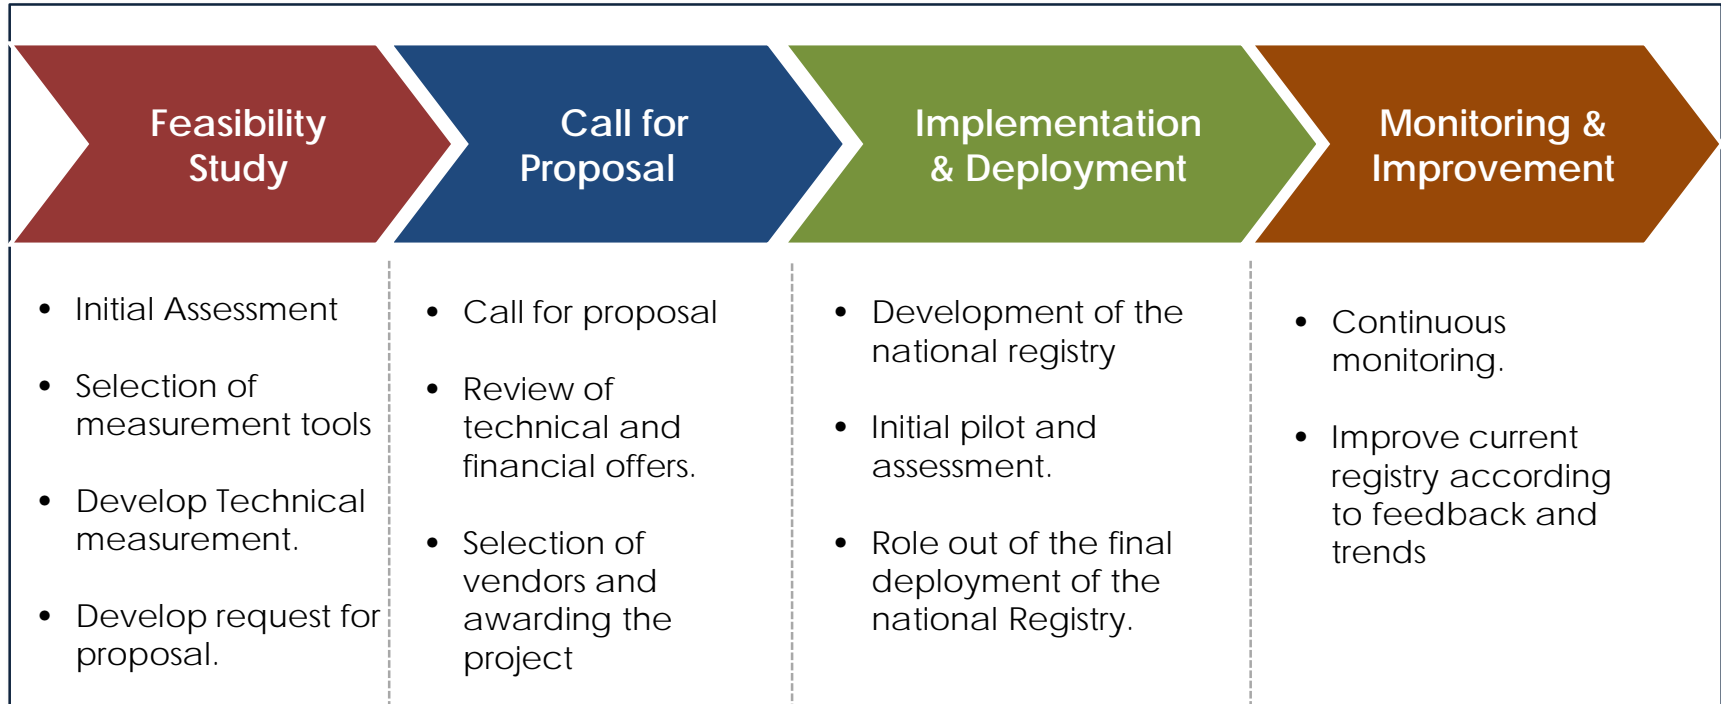 Feasibility
Study
Call for
Proposal
Implementation
& Deployment
Monitoring &
Improvement
• Initial Assessment
• Selection of
measurement tools
• Develop Technical
measurement.
• Develop request for
proposal.
• Call for proposal
• Review of
technical and
financial offers.
• Selection of
vendors and
awarding the
project
• Development of the
national registry
• Initial pilot and
assessment.
• Role out of the final
deployment of the
national Registry.
• Continuous
monitoring.
• Improve current
registry according
to feedback and
trends